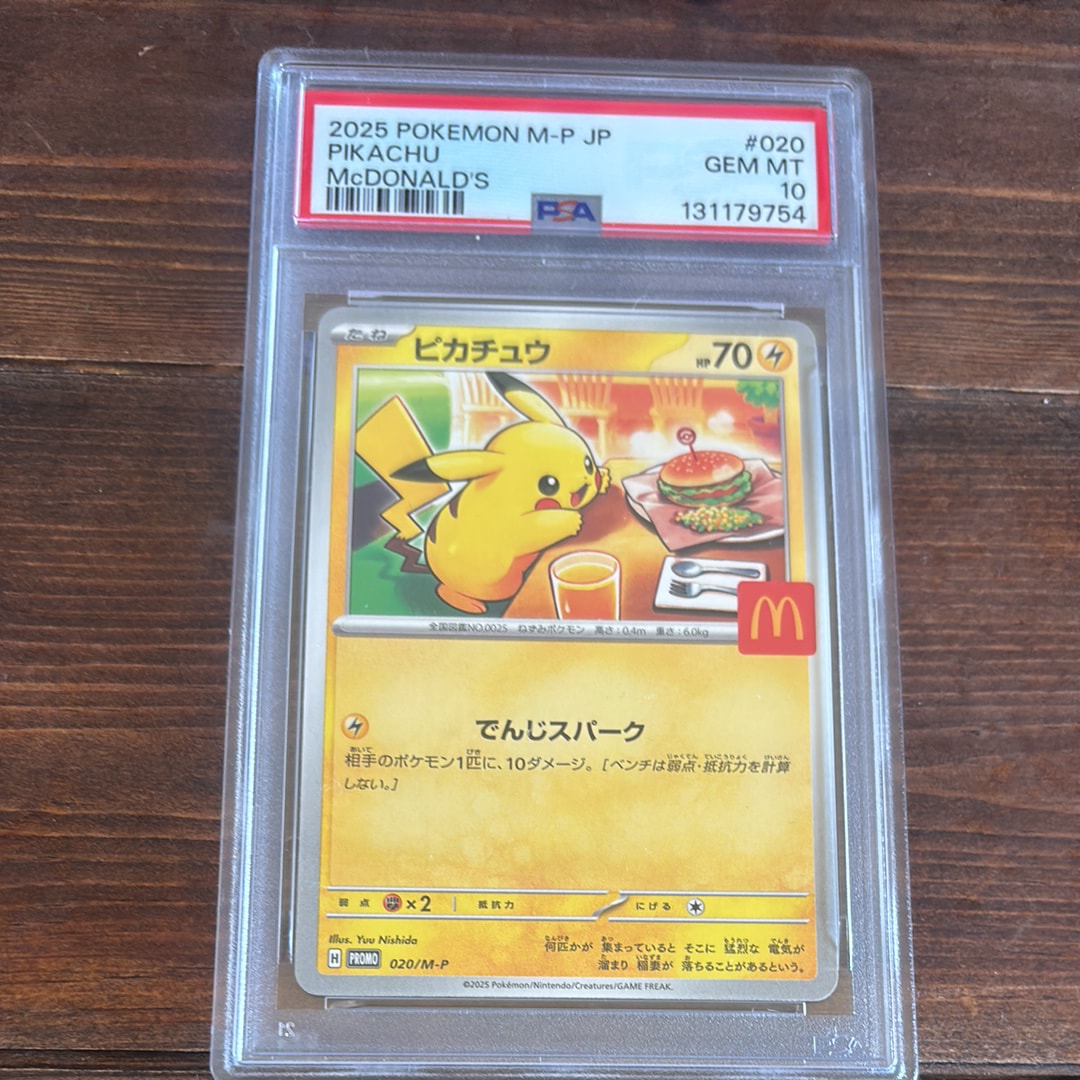 2025 POKEMON M-P JP
#020
PIKACHU
GEM MT
McDONALD'S
10
PSA
131179754
たね
ピカチュウ
HP70
全国図鑑NO.0025 ねずみポケモン 高さ:0.4m 重さ:6.0kg
でんじスパーク
相手のポケモン1匹に、10ダメージ。[ベンチは弱点・抵抗力を計算
しない。]
弱点 ×2 抵抗力 にげる
Illus. Yuu Nishida
何匹かが 集まっていると そこに 猛烈な 電気が
溜まり 稲妻が 落ちることがあるという。
H PROMO 020/M-P
©2025 Pokémon/Nintendo/Creatures/GAME FREAK.